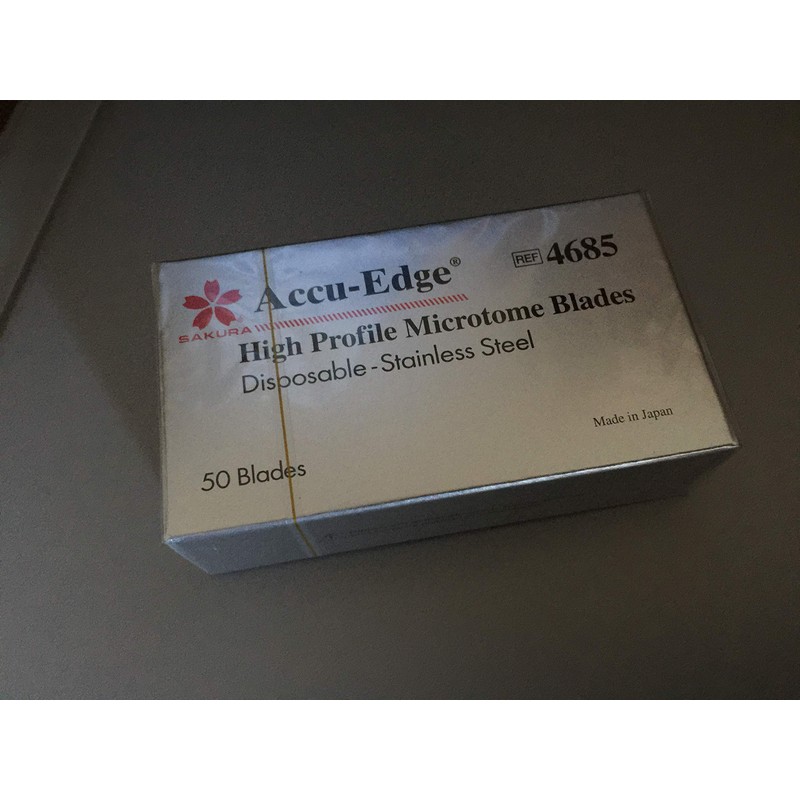 SAKURA
Accu-Edge®
REF 4685
High Profile Microtome Blades
Disposable - Stainless Steel
Made in Japan
50 Blades